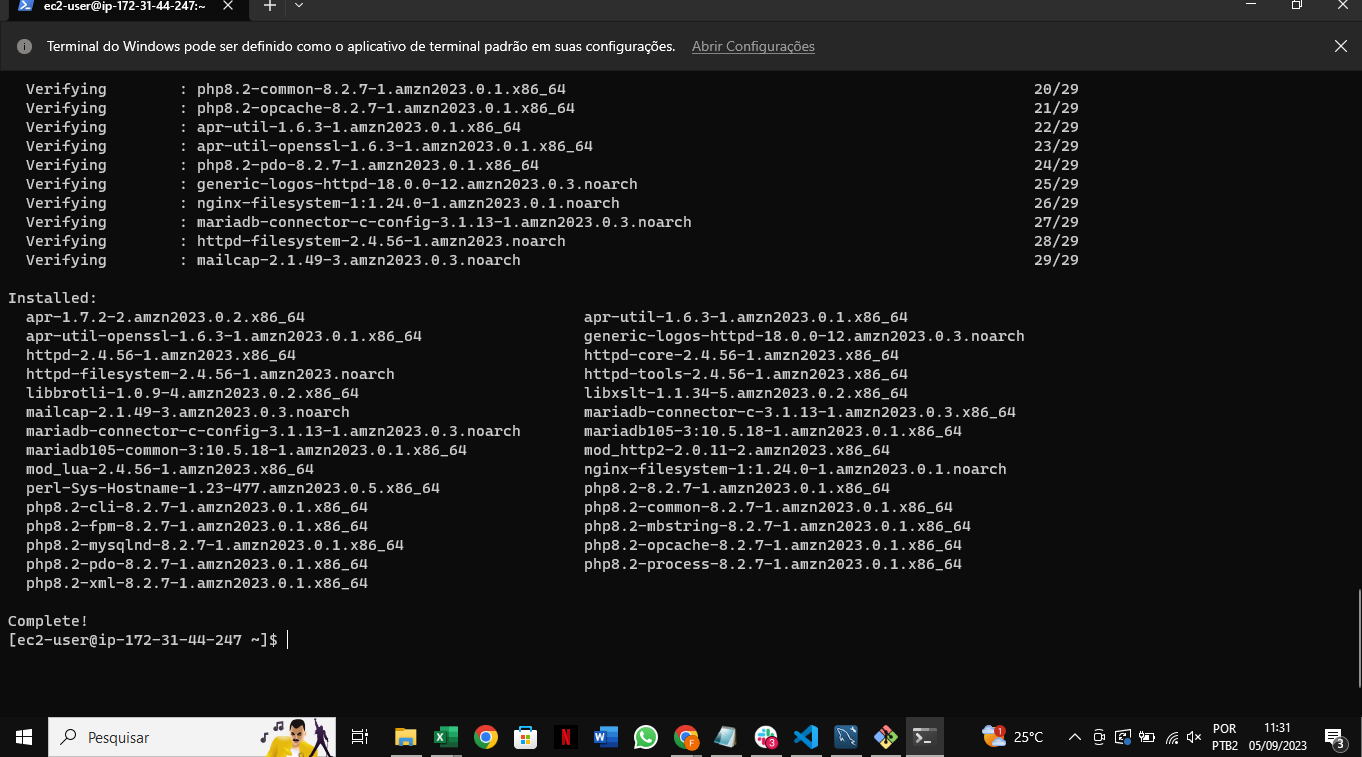 ec2-user@ip-172-31-44-247:~
Terminal do Windows pode ser definido como o aplicativo de terminal padrão em suas configurações. Abrir Configurações
Verifying : php8.2-common-8.2.7-1.amzn2023.0.1.x86_64 20/29
Verifying : php8.2-opcache-8.2.7-1.amzn2023.0.1.x86_64 21/29
Verifying : apr-util-1.6.3-1.amzn2023.0.1.x86_64 22/29
Verifying : apr-util-openssl-1.6.3-1.amzn2023.0.1.x86_64 23/29
Verifying : php8.2-pdo-8.2.7-1.amzn2023.0.1.x86_64 24/29
Verifying : generic-logos-httpd-18.0.0-12.amzn2023.0.3.noarch 25/29
Verifying : nginx-filesystem-1:1.24.0-1.amzn2023.0.1.noarch 26/29
Verifying : mariadb-connector-c-config-3.1.13-1.amzn2023.0.3.noarch 27/29
Verifying : httpd-filesystem-2.4.56-1.amzn2023.noarch 28/29
Verifying : mailcap-2.1.49-3.amzn2023.0.3.noarch 29/29
Installed:
apr-1.7.2-2.amzn2023.0.2.x86_64 apr-util-1.6.3-1.amzn2023.0.1.x86_64
apr-util-openssl-1.6.3-1.amzn2023.0.1.x86_64 generic-logos-httpd-18.0.0-12.amzn2023.0.3.noarch
httpd-2.4.56-1.amzn2023.x86_64 httpd-core-2.4.56-1.amzn2023.x86_64
httpd-filesystem-2.4.56-1.amzn2023.noarch httpd-tools-2.4.56-1.amzn2023.x86_64
libbrotli-1.0.9-4.amzn2023.0.2.x86_64 libxslt-1.1.34-5.amzn2023.0.2.x86_64
mailcap-2.1.49-3.amzn2023.0.3.noarch mariadb-connector-c-3.1.13-1.amzn2023.0.3.x86_64
mariadb-connector-c-config-3.1.13-1.amzn2023.0.3.noarch mariadb105-3:10.5.18-1.amzn2023.0.1.x86_64
mariadb105-common-3:10.5.18-1.amzn2023.0.1.x86_64 mod_http2-2.0.11-2.amzn2023.x86_64
mod_lua-2.4.56-1.amzn2023.x86_64 nginx-filesystem-1:1.24.0-1.amzn2023.0.1.noarch
perl-Sys-Hostname-1.23-477.amzn2023.0.5.x86_64 php8.2-8.2.7-1.amzn2023.0.1.x86_64
php8.2-cli-8.2.7-1.amzn2023.0.1.x86_64 php8.2-common-8.2.7-1.amzn2023.0.1.x86_64
php8.2-fpm-8.2.7-1.amzn2023.0.1.x86_64 php8.2-mbstring-8.2.7-1.amzn2023.0.1.x86_64
php8.2-mysqlnd-8.2.7-1.amzn2023.0.1.x86_64 php8.2-opcache-8.2.7-1.amzn2023.0.1.x86_64
php8.2-pdo-8.2.7-1.amzn2023.0.1.x86_64 php8.2-process-8.2.7-1.amzn2023.0.1.x86_64
php8.2-xml-8.2.7-1.amzn2023.0.1.x86_64
Complete!
[ec2-user@ip-172-31-44-247 ~]$
Pesquisar
25°C
POR
PTB2
11:31
05/09/2023
3